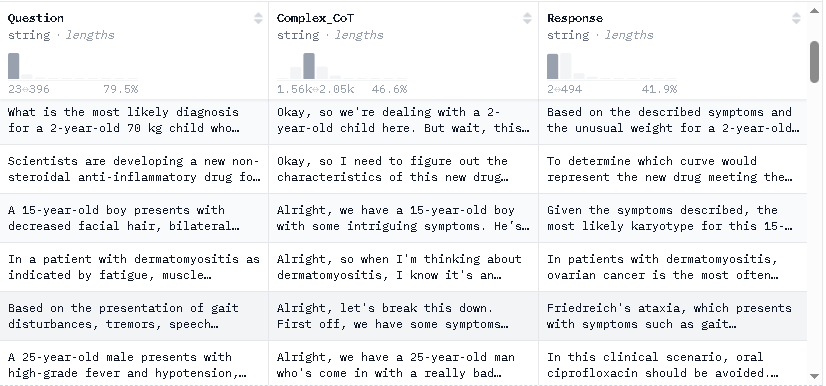 Question
Complex_CoT
Response
string · lengths
string · lengths
string · lengths
23↔396 79.5%
1.56k↔2.05k 46.6%
2↔494 41.9%
What is the most likely diagnosis
for a 2-year-old 70 kg child who…
Okay, so we're dealing with a 2-
year-old child here. But wait, this…
Based on the described symptoms and
the unusual weight for a 2-year-old…
Scientists are developing a new non-
steroidal anti-inflammatory drug fo…
Okay, so I need to figure out the
characteristics of this new drug…
To determine which curve would
represent the new drug meeting the…
A 15-year-old boy presents with
decreased facial hair, bilateral…
Alright, we have a 15-year-old boy
with some intriguing symptoms. He's…
Given the symptoms described, the
most likely karyotype for this 15-…
In a patient with dermatomyositis as
indicated by fatigue, muscle…
Alright, so when I'm thinking about
dermatomyositis, I know it's an…
In patients with dermatomyositis,
ovarian cancer is the most often…
Based on the presentation of gait
disturbances, tremors, speech…
Alright, let's break this down.
First off, we have some symptoms…
Friedreich's ataxia, which presents
with symptoms such as gait…
A 25-year-old male presents with
high-grade fever and hypotension,…
Alright, we have a 25-year-old man
who's come in with a really bad…
In this clinical scenario, oral
ciprofloxacin should be avoided.…